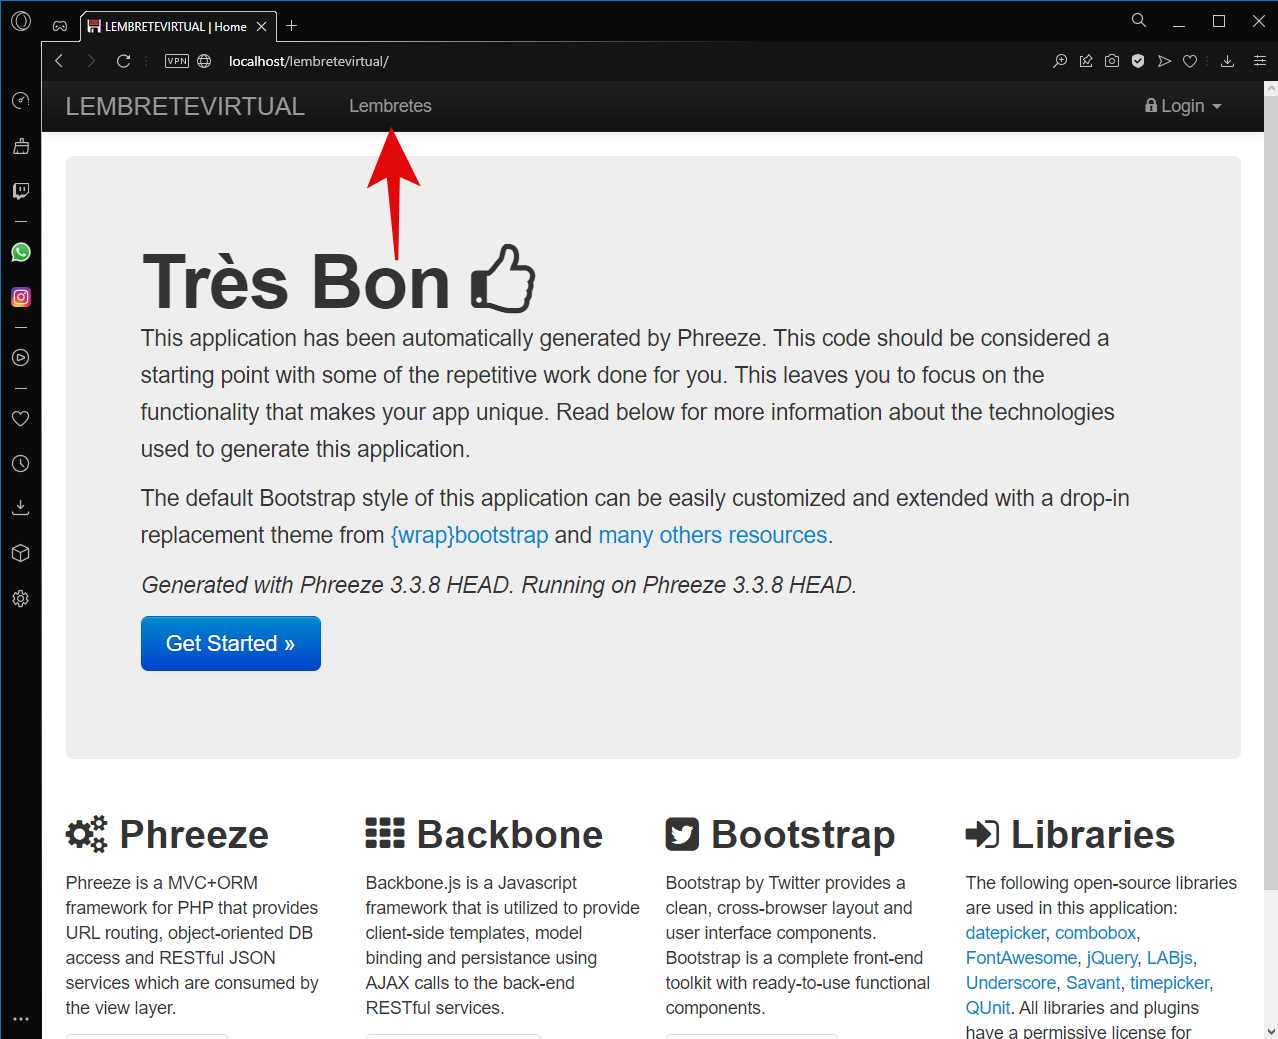 LEMBRETEVIRTUAL | Home
VPN
localhost/lembretevirtual/
LEMBRETEVIRTUAL
Lembretes
Login
Très Bon
This application has been automatically generated by Phreeze. This code should be considered a
starting point with some of the repetitive work done for you. This leaves you to focus on the
functionality that makes your app unique. Read below for more information about the technologies
used to generate this application.
The default Bootstrap style of this application can be easily customized and extended with a drop-in
replacement theme from {wrap}bootstrap and many others resources.
Generated with Phreeze 3.3.8 HEAD. Running on Phreeze 3.3.8 HEAD.
Get Started »
Phreeze
Phreeze is a MVC+ORM
framework for PHP that provides
URL routing, object-oriented DB
access and RESTful JSON
services which are consumed by
the view layer.
Backbone
Backbone.js is a Javascript
framework that is utilized to provide
client-side templates, model
binding and persistance using
AJAX calls to the back-end
RESTful services.
Bootstrap
Bootstrap by Twitter provides a
clean, cross-browser layout and
user interface components.
Bootstrap is a complete front-end
toolkit with ready-to-use functional
components.
Libraries
The following open-source libraries
are used in this application:
datepicker, combobox,
FontAwesome, jQuery, LABjs,
Underscore, Savant, timepicker,
QUnit. All libraries and plugins
have a permissive license for